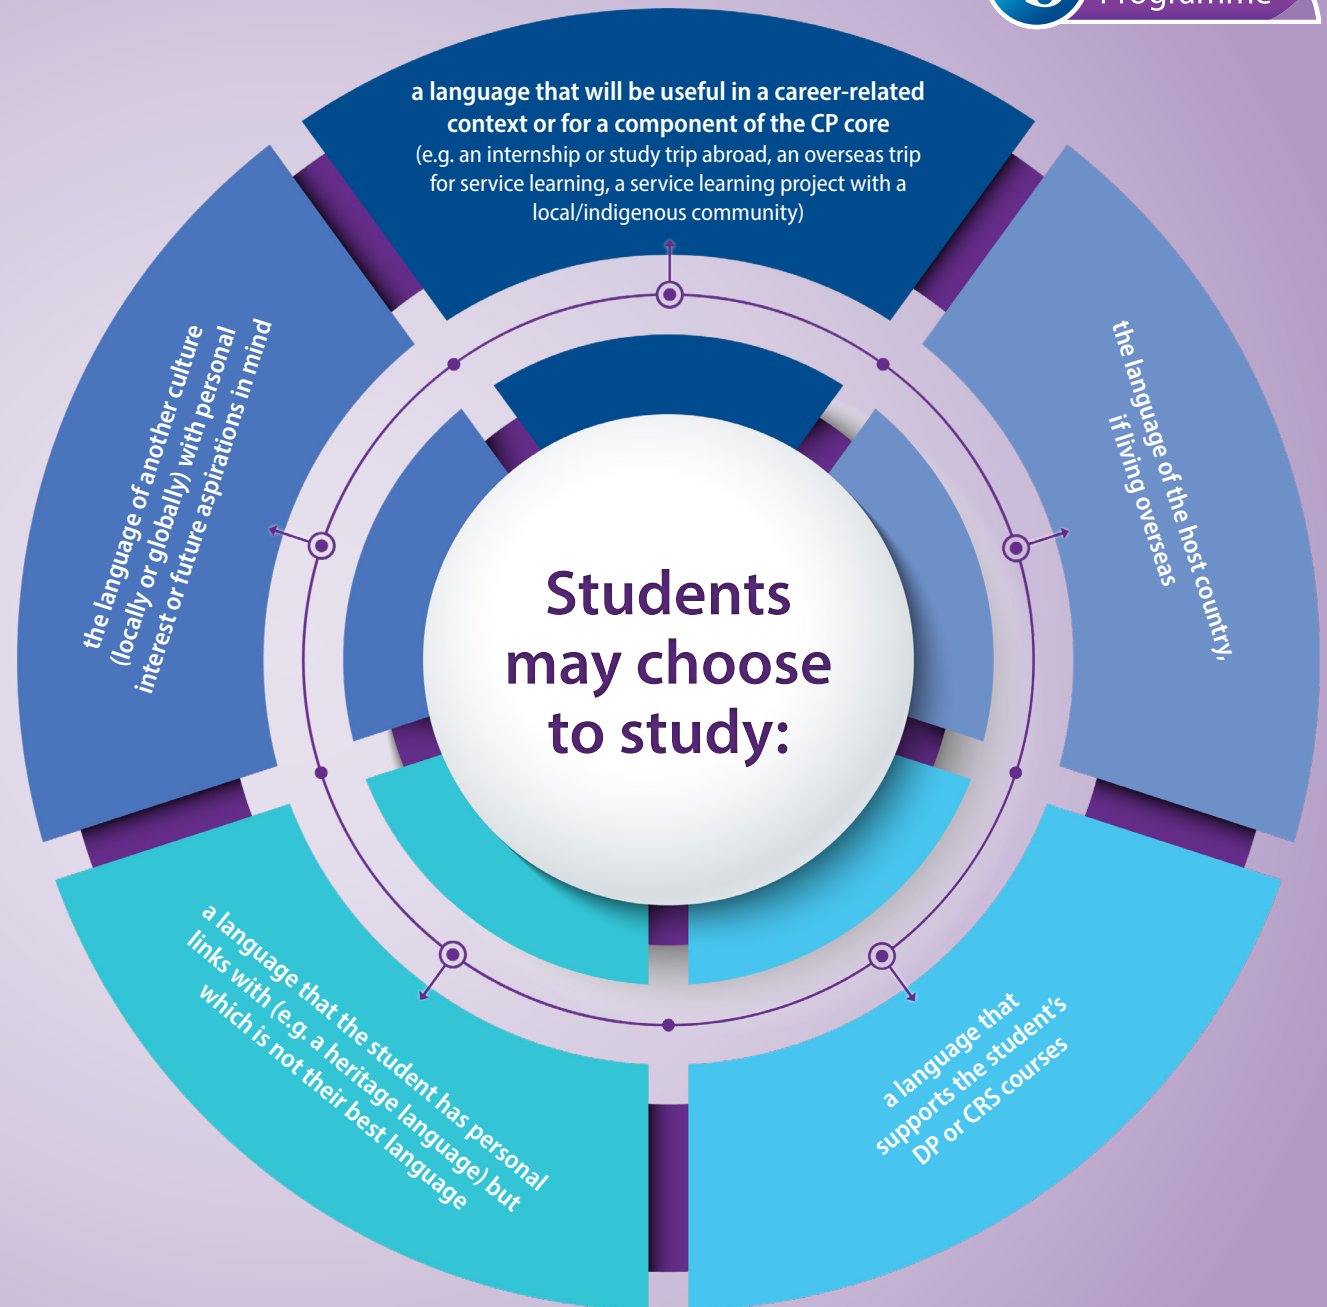 Programme
a language that will be useful in a career-related
context or for a component of the CP core
(e.g. an internship or study trip abroad, an overseas trip
for service learning, a service learning project with a
local/indigenous community)
the language of the host country,
if living overseas
a language that
supports the student's
DP or CRS courses
a language that the student has personal
links with (e.g. a heritage language) but
which is not their best language
the language of another culture
(locally or globally) with personal
interest or future aspirations in mind
Students
may choose
to study: